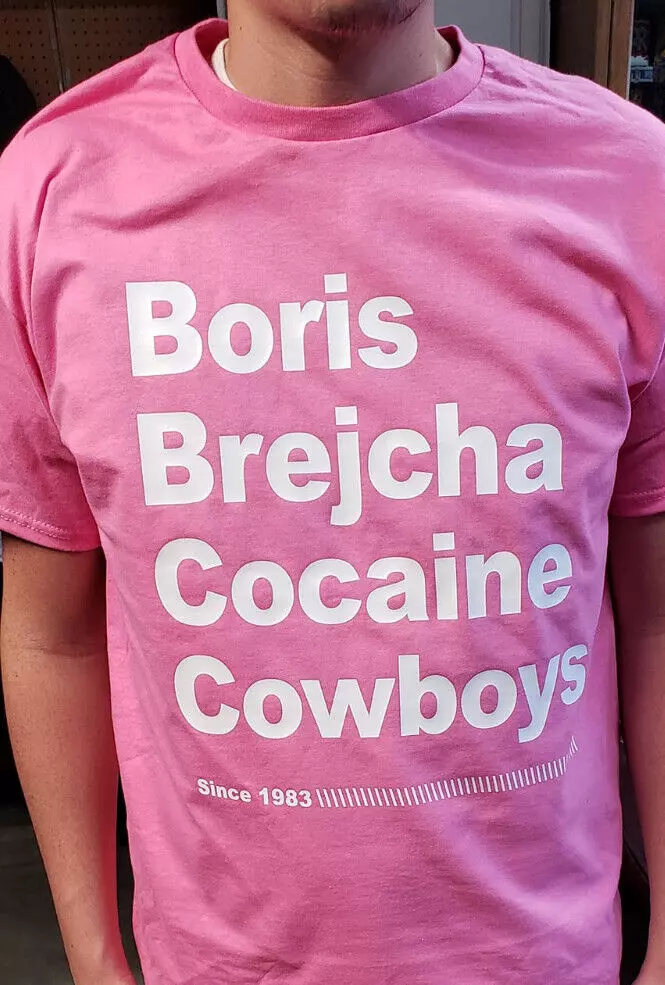 Boris
Brejcha
Cocaine
Cowboys
Since 1983